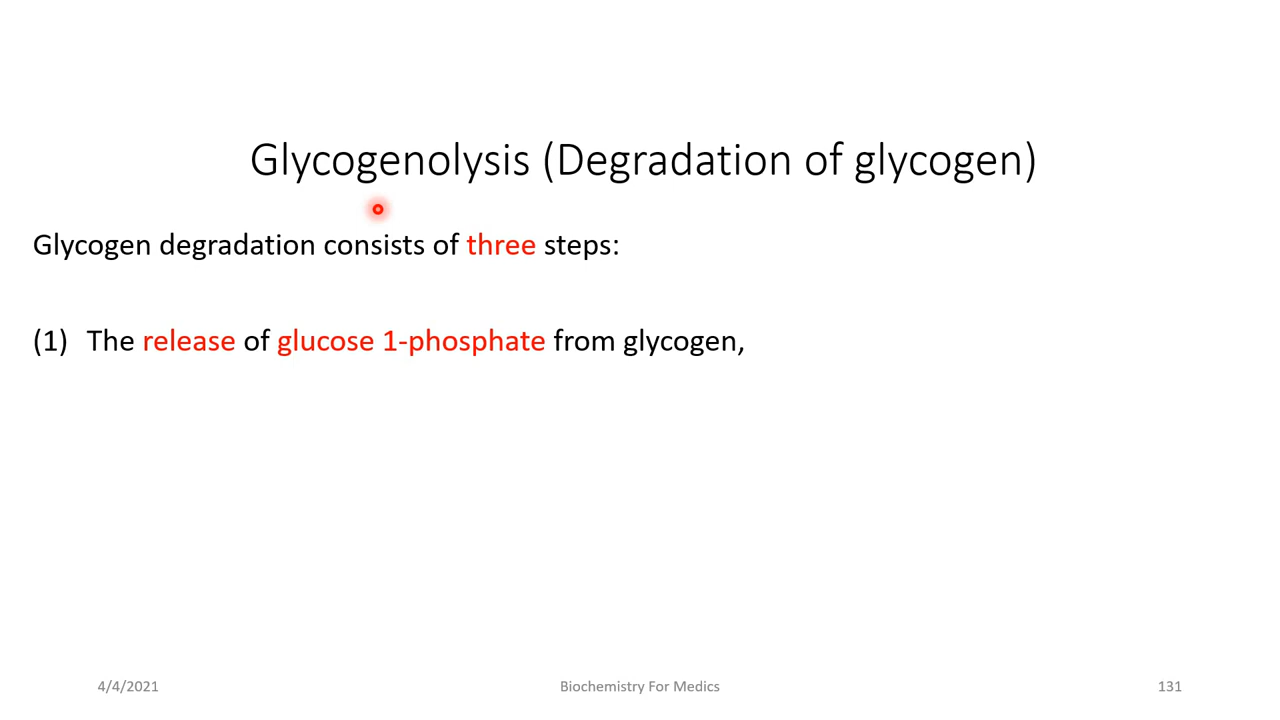 Glycogenolysis (Degradation of glycogen)
Glycogen degradation consists of three steps:
(1) The release of glucose 1-phosphate from glycogen,
4/4/2021
Biochemistry For Medics
131